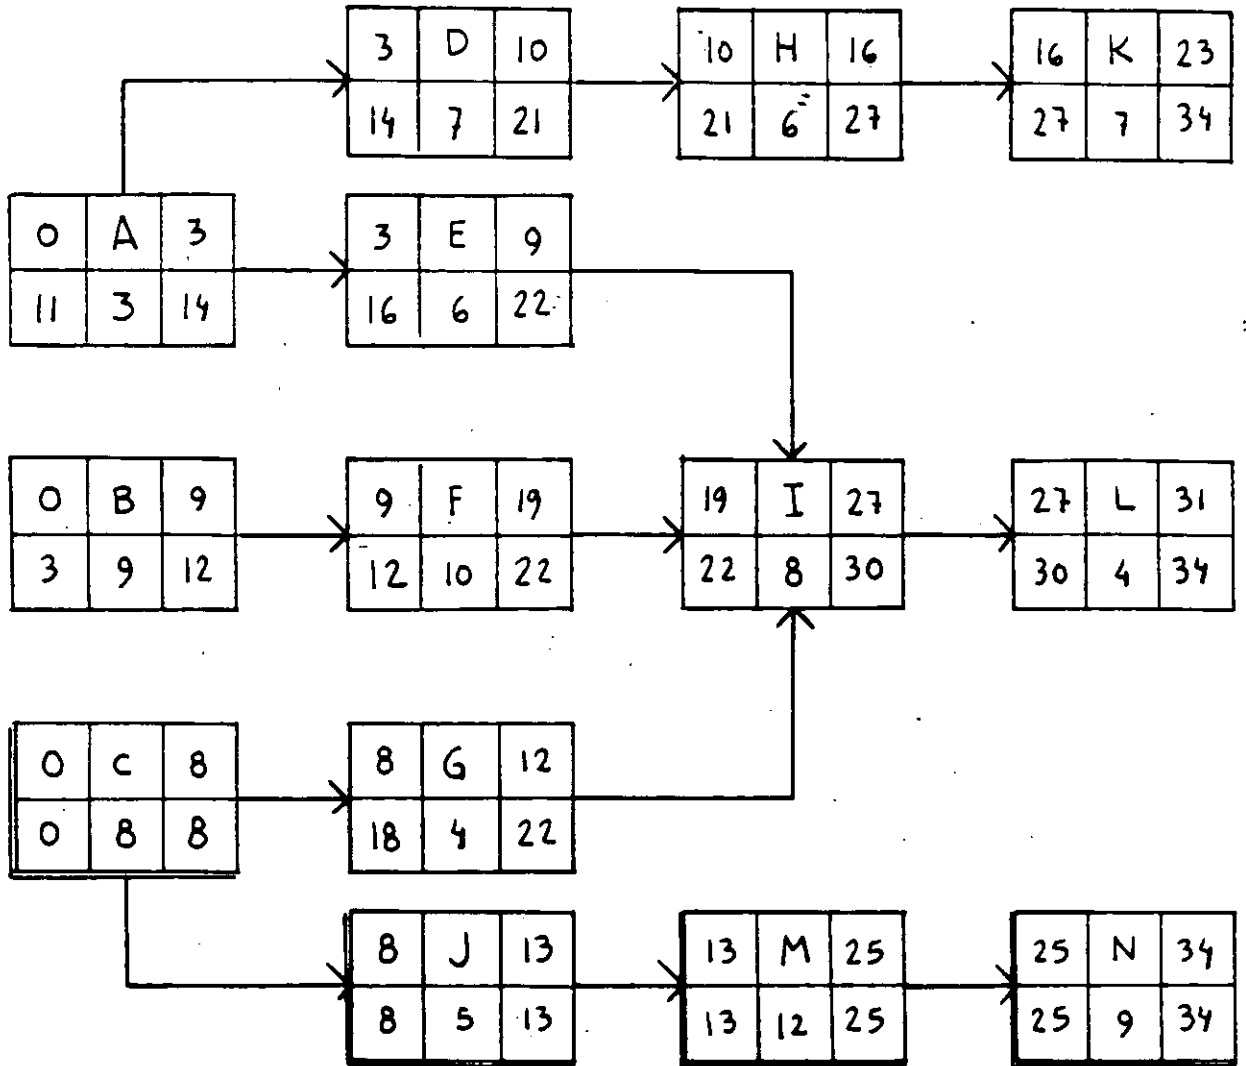 3 D 10
14 7 21
10 H 16
21 6 27
16 K 23
27 7 34
0 A 3
11 3 14
3 E 9
16 6 22
0 B 9
3 9 12
9 F 19
12 10 22
19 I 27
22 8 30
27 L 31
30 4 34
0 C 8
0 8 8
8 G 12
18 4 22
8 J 13
8 5 13
13 M 25
13 12 25
25 N 34
25 9 34